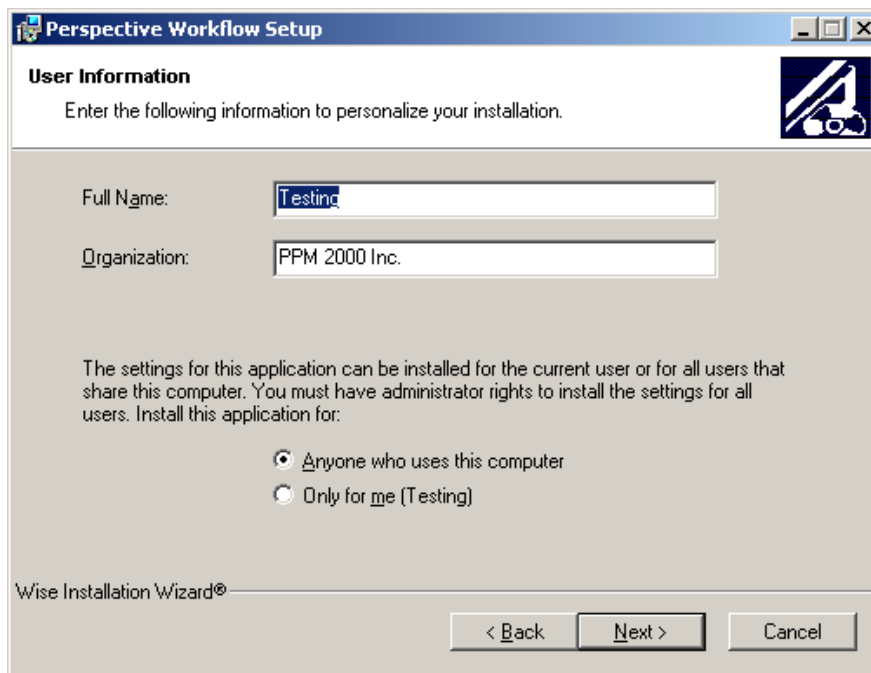 Perspective Workflow Setup
User Information
Enter the following information to personalize your installation.
Full Name:
Testing
Organization:
PPM 2000 Inc.
The settings for this application can be installed for the current user or for all users that
share this computer. You must have administrator rights to install the settings for all
users. Install this application for:
Anyone who uses this computer
Only for me (Testing)
Wise Installation Wizard®
< Back
Next >
Cancel